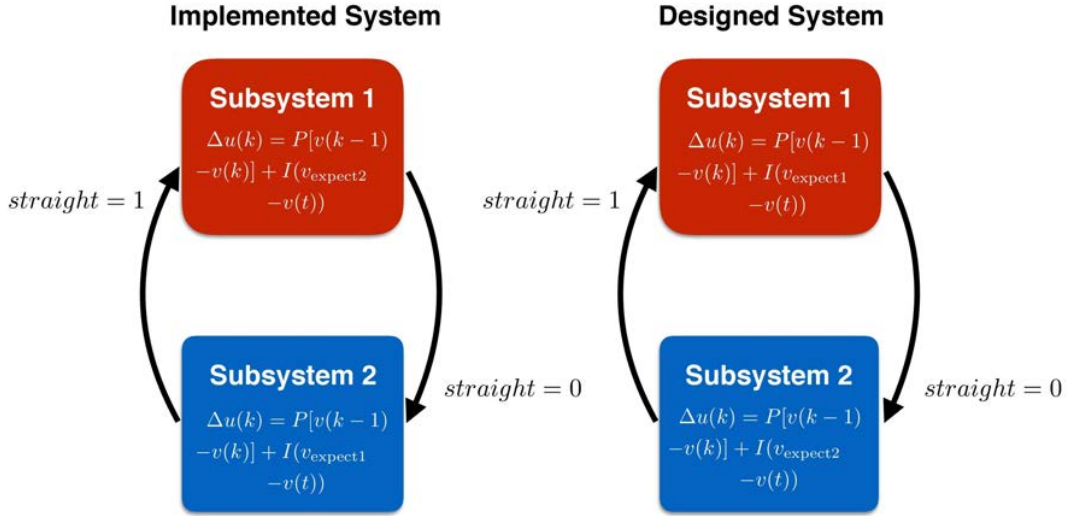 Implemented System
Subsystem 1
Δu(k) = P[v(k − 1)
−v(k)] + I(v_expect2
−v(t))
straight = 1
straight = 0
Subsystem 2
Δu(k) = P[v(k − 1)
−v(k)] + I(v_expect1
−v(t))
Designed System
Subsystem 1
Δu(k) = P[v(k − 1)
−v(k)] + I(v_expect1
−v(t))
straight = 1
straight = 0
Subsystem 2
Δu(k) = P[v(k − 1)
−v(k)] + I(v_expect2
−v(t))